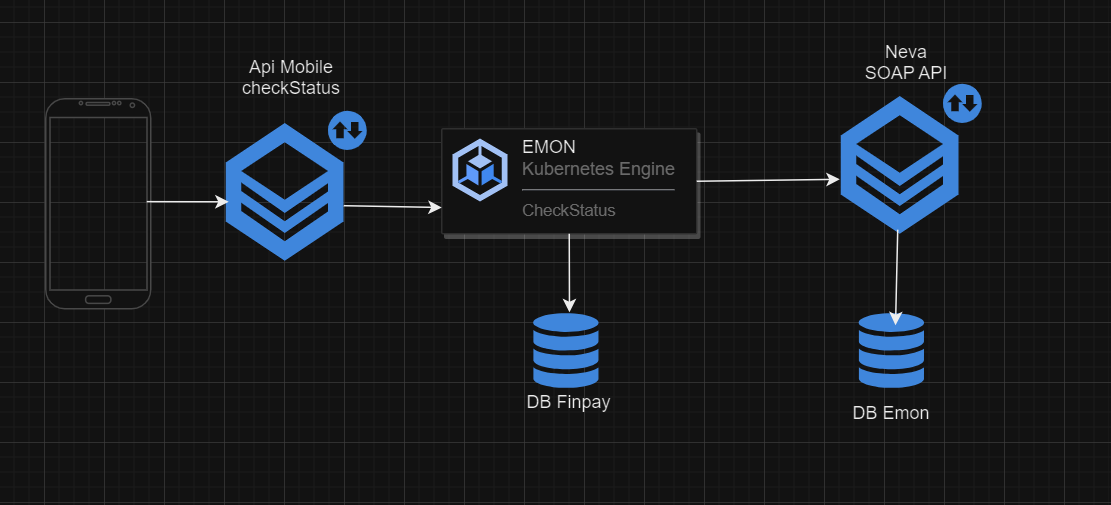 Api Mobile
checkStatus
EMON
Kubernetes Engine
CheckStatus
Neva
SOAP API
DB Finpay
DB Emon